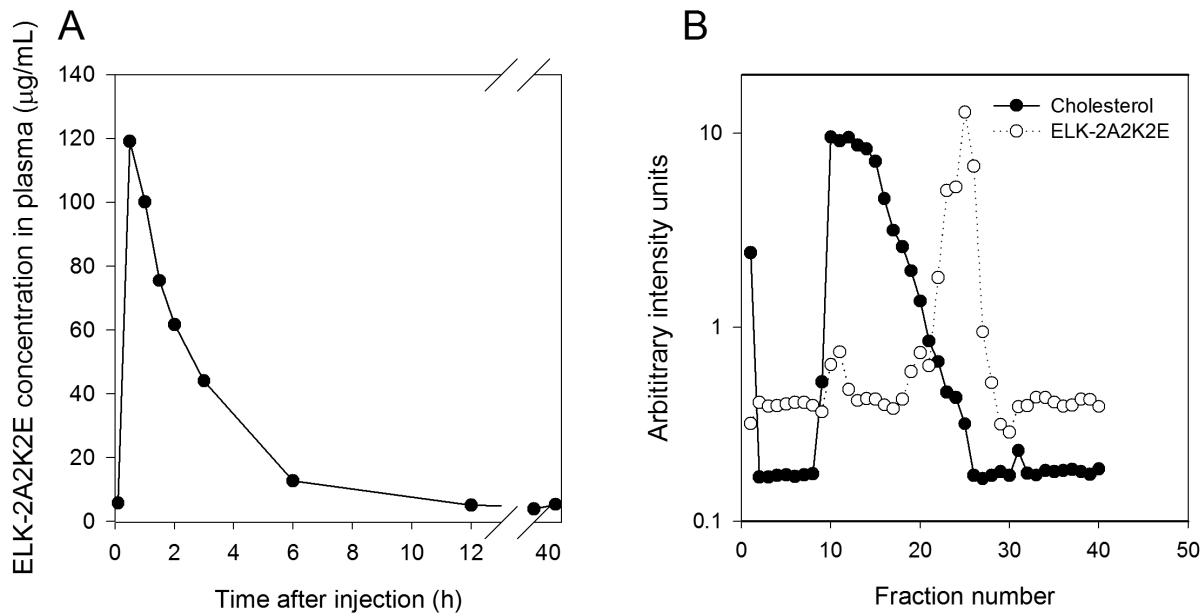 A
ELK-2A2K2E concentration in plasma (µg/mL)
140
120
100
80
60
40
20
0
0 2 4 6 8 10 12 40
Time after injection (h)
B
Cholesterol
ELK-2A2K2E
Arbititrary intensity units
10
1
0.1
0 10 20 30 40 50
Fraction number